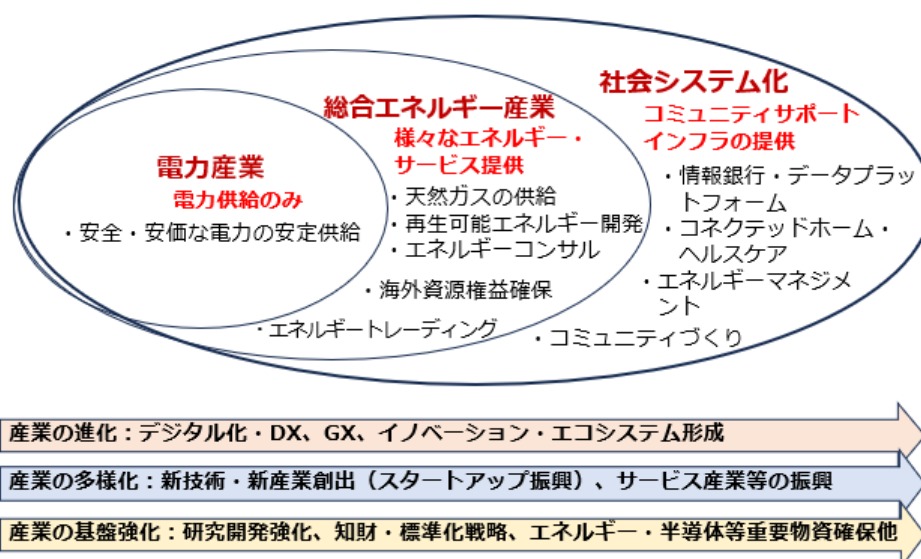 電力産業
電力供給のみ
・安全・安価な電力の安定供給
総合エネルギー産業
様々なエネルギー・
サービス提供
・天然ガスの供給
・再生可能エネルギー開発
・エネルギーコンサル
・海外資源権益確保
・エネルギートレーディング
社会システム化
コミュニティサポート
インフラの提供
・情報銀行・データプラッ
トフォーム
・コネクテッドホーム・
ヘルスケア
・エネルギーマネジメ
ント
・コミュニティづくり
産業の進化：デジタル化・DX、GX、イノベーション・エコシステム形成
産業の多様化：新技術・新産業創出（スタートアップ振興）、サービス産業等の振興
産業の基盤強化：研究開発強化、知財・標準化戦略、エネルギー・半導体等重要物資確保他